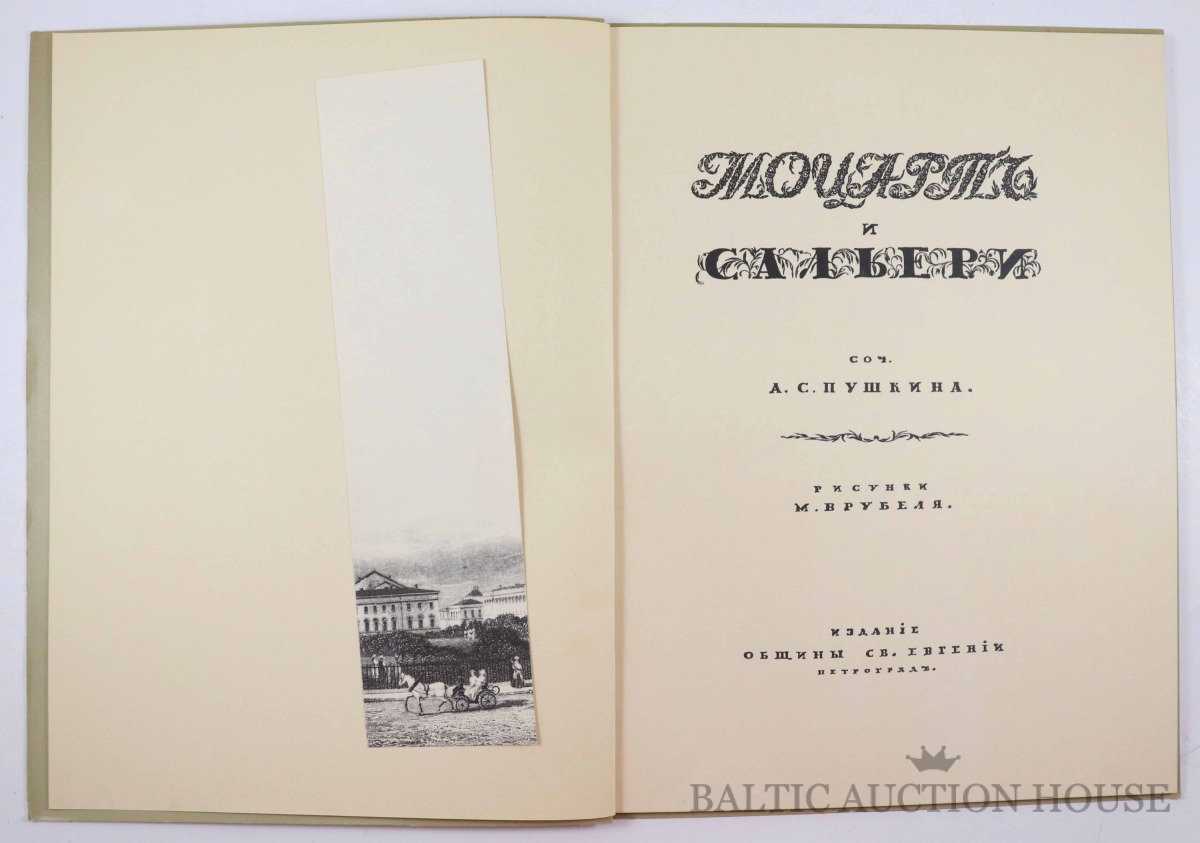 МОЦАРТЪ
И
САЛЬЕРИ
СОЧ.
А.С.ПУШКИНА.
РИСУНКИ
М.ВРУБЕЛЯ.
ИЗДАНІЕ
ОБЩИНЫ СВ. ЕВГЕНІИ
ПЕТРОГРАДЪ.
BALTIC AUCTION HOUSE